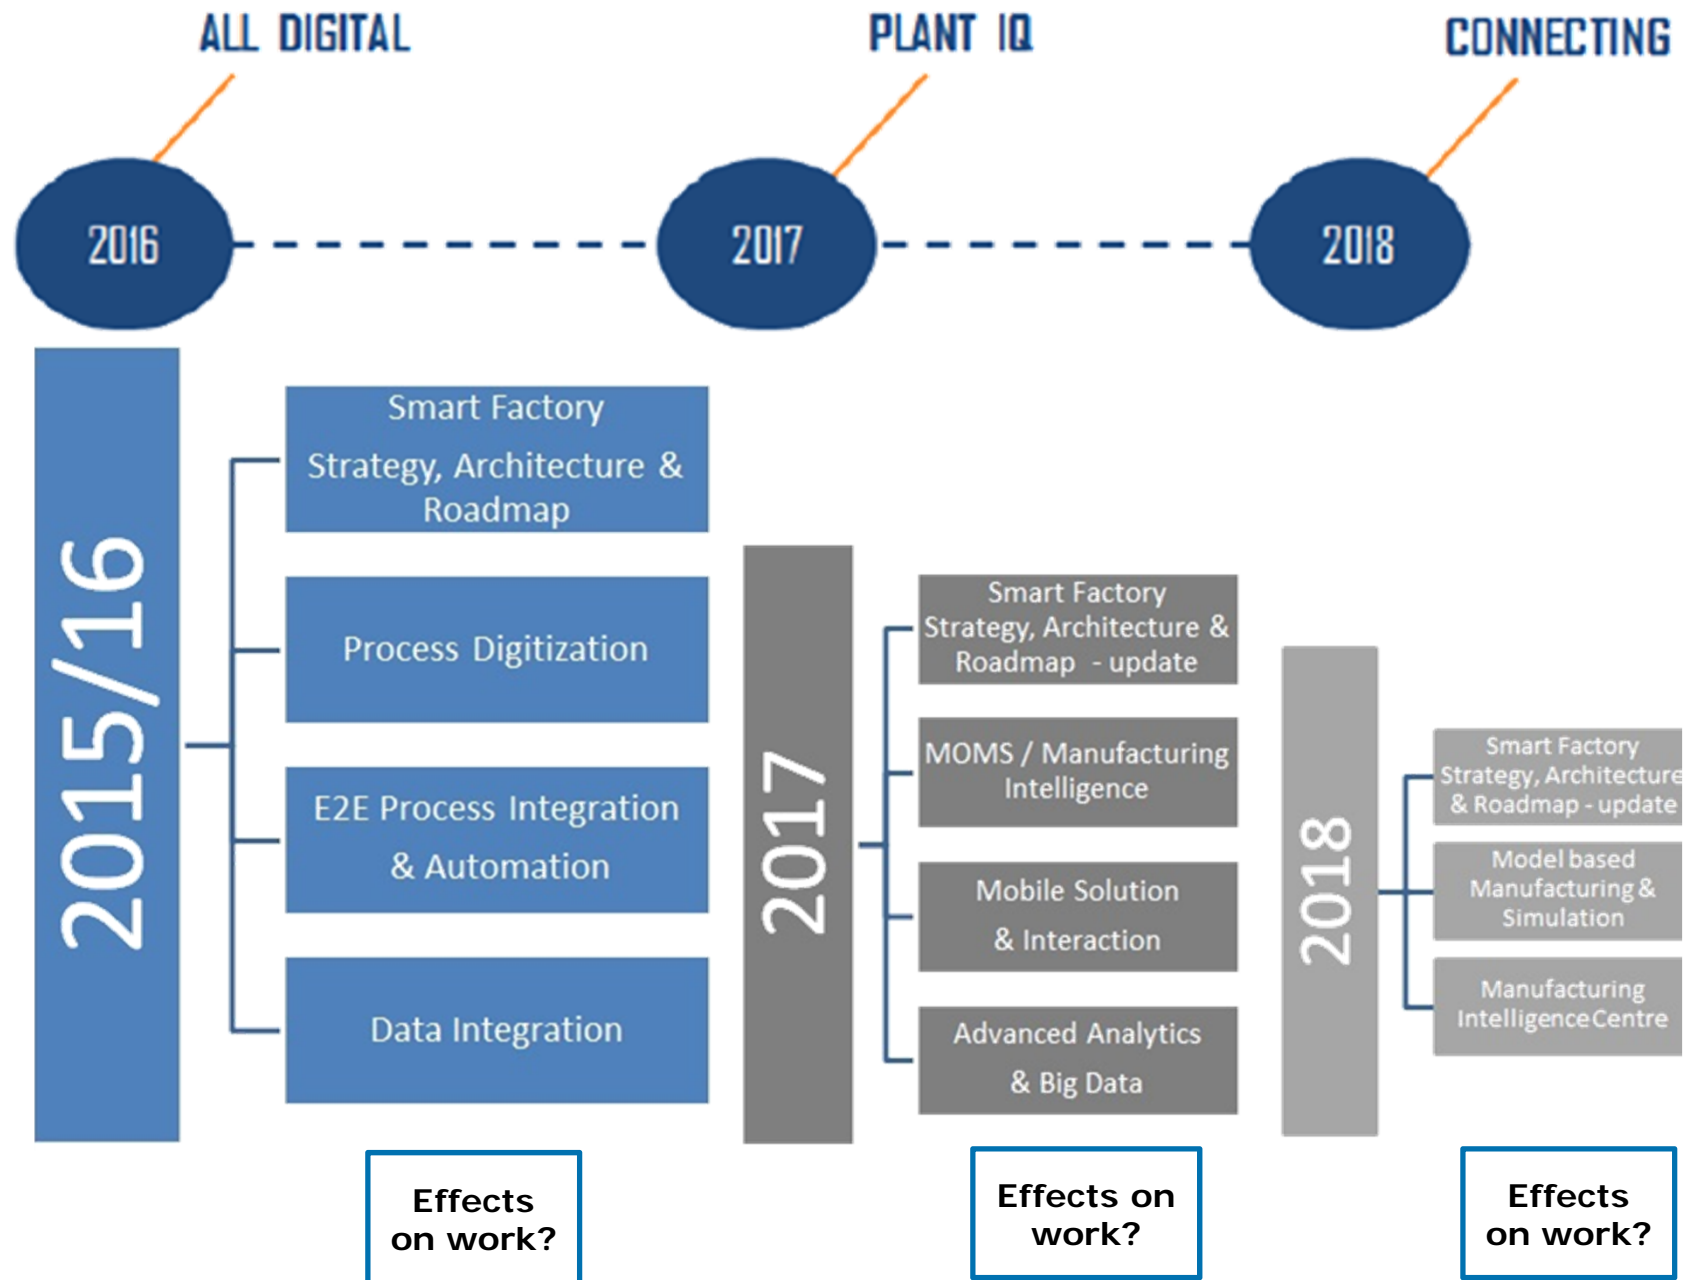 ALL DIGITAL
PLANT IQ
CONNECTING
2016
2017
2018
2015/16
Smart Factory
Strategy, Architecture &
Roadmap
Process Digitization
E2E Process Integration
& Automation
Data Integration
Effects
on work?
2017
Smart Factory
Strategy, Architecture &
Roadmap - update
MOMS / Manufacturing
Intelligence
Mobile Solution
& Interaction
Advanced Analytics
& Big Data
Effects on
work?
2018
Smart Factory
Strategy, Architecture
& Roadmap - update
Model based
Manufacturing &
Simulation
Manufacturing
Intelligence Centre
Effects
on work?